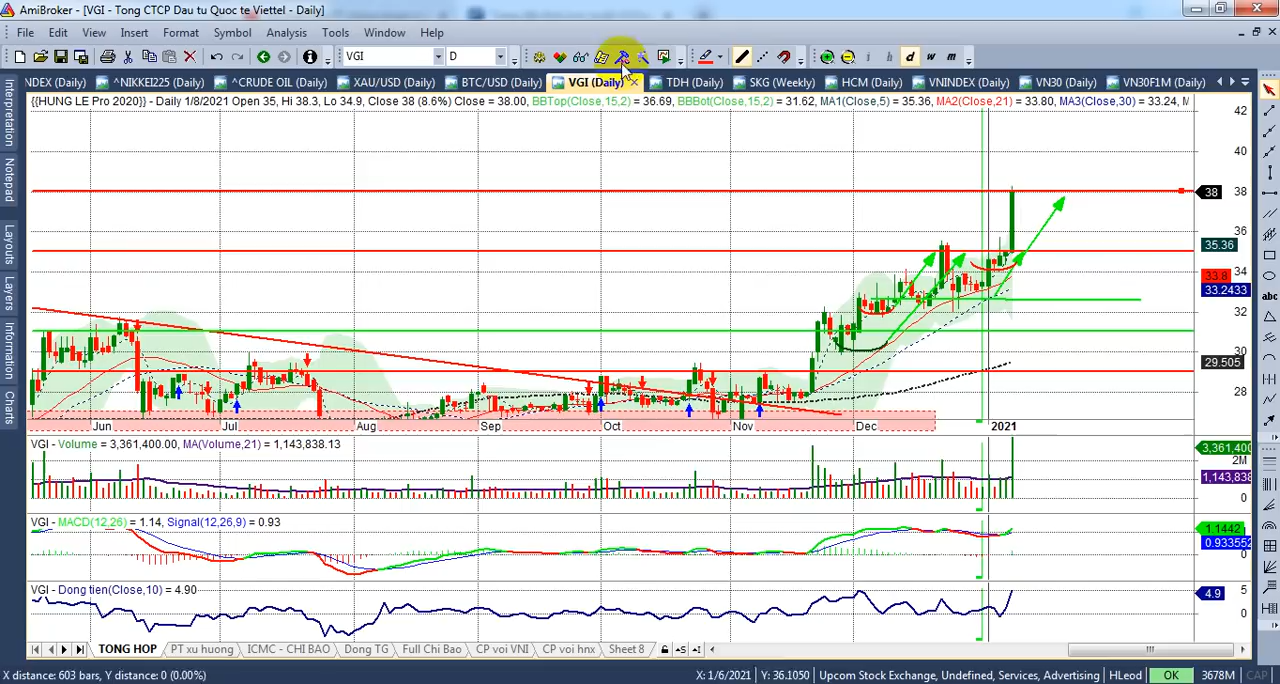 AmiBroker - [VGI - Tong CTCP Dau tu Quoc te Viettel - Daily]
File Edit View Insert Format Symbol Analysis Tools Window Help
VGI D d w m
NDEX (Daily) ^NIKKEI225 (Daily) ^CRUDE OIL (Daily) XAU/USD (Daily) BTC/USD (Daily) VGI (Daily) TDH (Daily) SKG (Weekly) HCM (Daily) VNINDEX (Daily) VN30 (Daily) VN30F1M (Daily)
{{HUNG LE Pro 2020}} - Daily 1/8/2021 Open 35, Hi 38.3, Lo 34.9, Close 38 (8.6%) Close = 38.00, BBTop(Close,15,2) = 36.69, BBBot(Close,15,2) = 31.62, MA1(Close,5) = 35.36, MA2(Close,21) = 33.80, MA3(Close,30) = 33.24, M
Interpretation
Notepad
Layouts
Layers
Information
Charts
abc
42
40
38
38
36
35.36
34
33.8
33.2433
32
30
29.505
28
Jun Jul Aug Sep Oct Nov Dec 2021
VGI - Volume = 3,361,400.00, MA(Volume,21) = 1,143,838.13
3,361,400
2M
1,143,838
0
VGI - MACD(12,26) = 1.14, Signal(12,26,9) = 0.93
1.1442
0.933552
0
VGI - Dong tien(Close,10) = 4.90
5
4.9
0
TONG HOP PT xu huong ICMC - CHI BAO Dong TG Full Chi Bao CP voi VNI CP voi hnx Sheet 8
X distance: 603 bars, Y distance: 0 (0.00%) X: 1/6/2021 Y: 36.1050 Upcom Stock Exchange, Undefined, Services, Advertising HLeod OK 3678M CAP